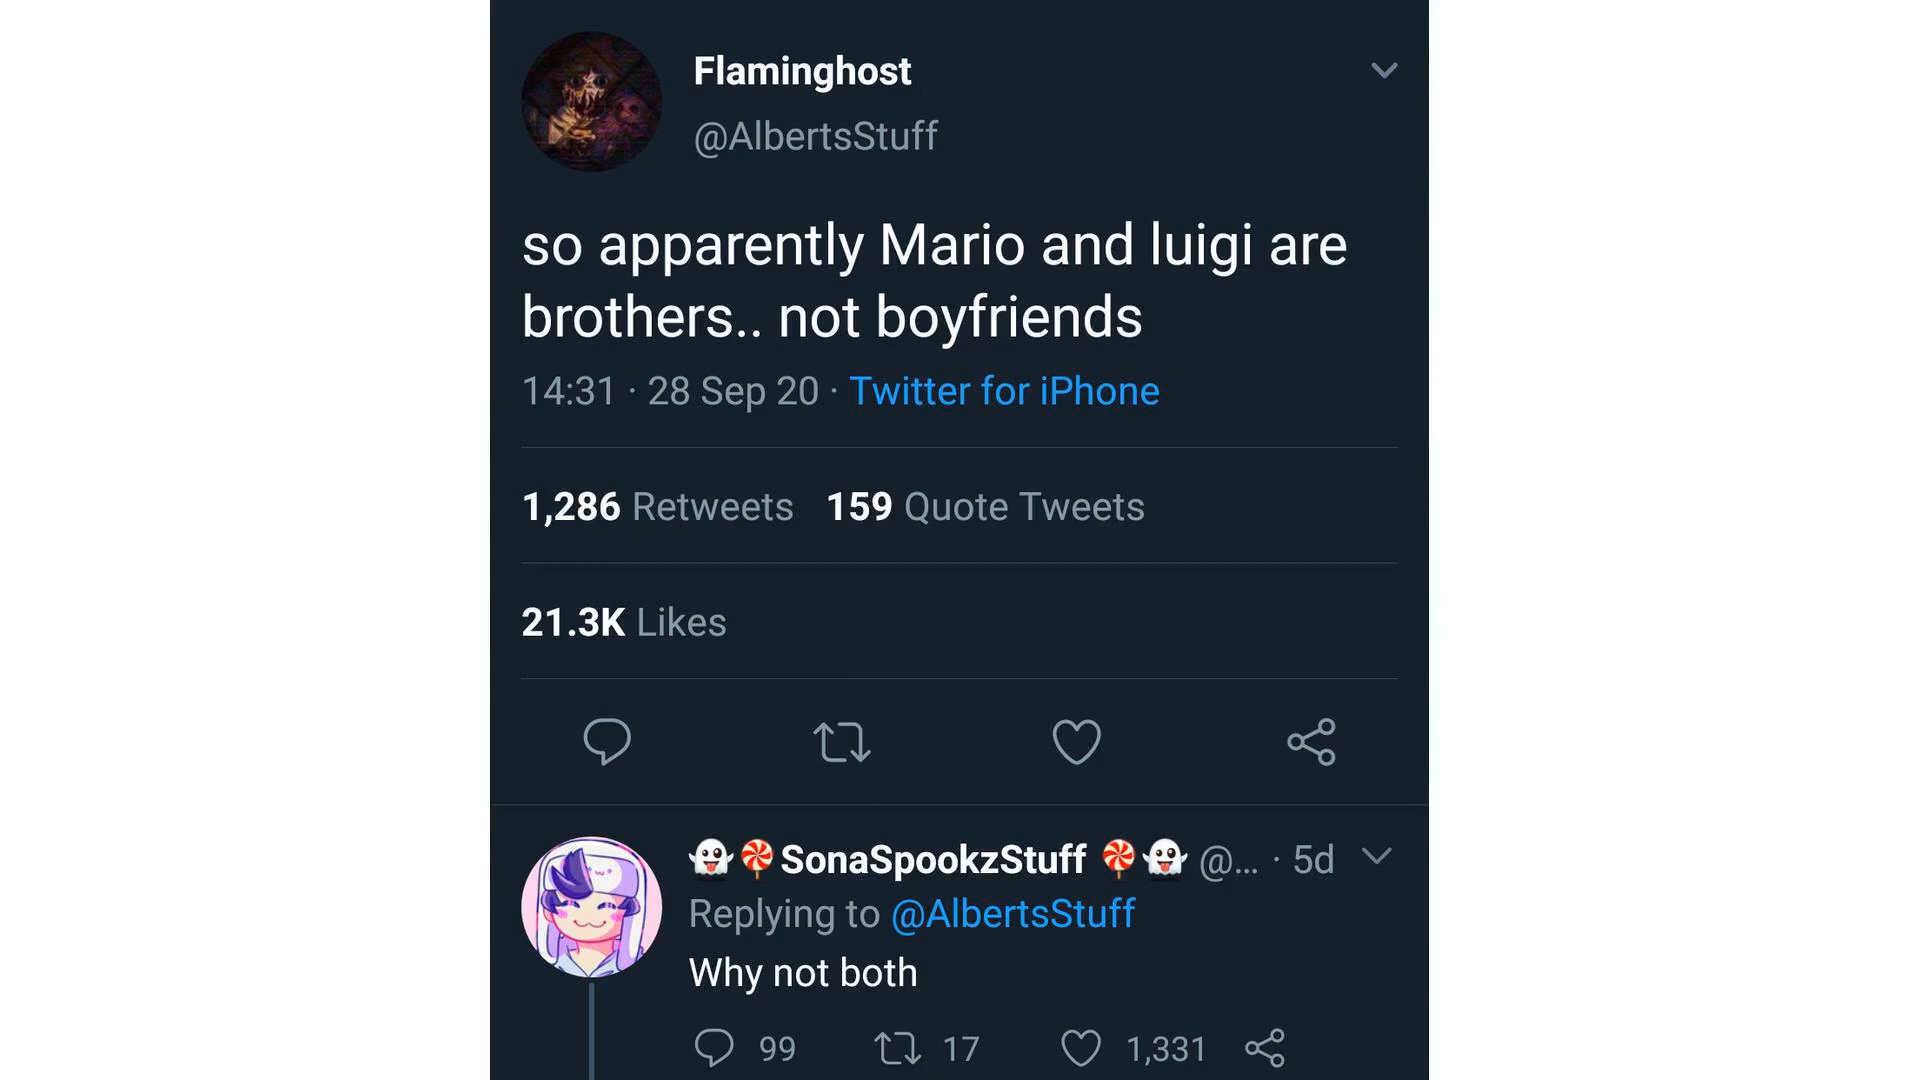 Flaminghost
@AlbertsStuff
so apparently Mario and luigi are
brothers.. not boyfriends
14:31 · 28 Sep 20 · Twitter for iPhone
1,286 Retweets 159 Quote Tweets
21.3K Likes
👻🍭SonaSpookzStuff 🍭👻 @... · 5d
Replying to @AlbertsStuff
Why not both
99 17 1,331